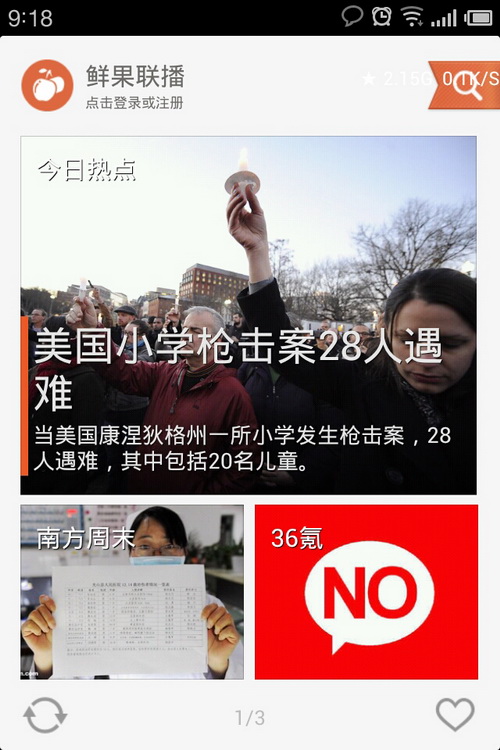 9:18
鲜果联播
点击登录或注册
2.15G 0.1K/S
今日热点
美国小学枪击案28人遇
难
当美国康涅狄格州一所小学发生枪击案，28
人遇难，其中包括20名儿童。
南方周末
36氪
NO
1/3